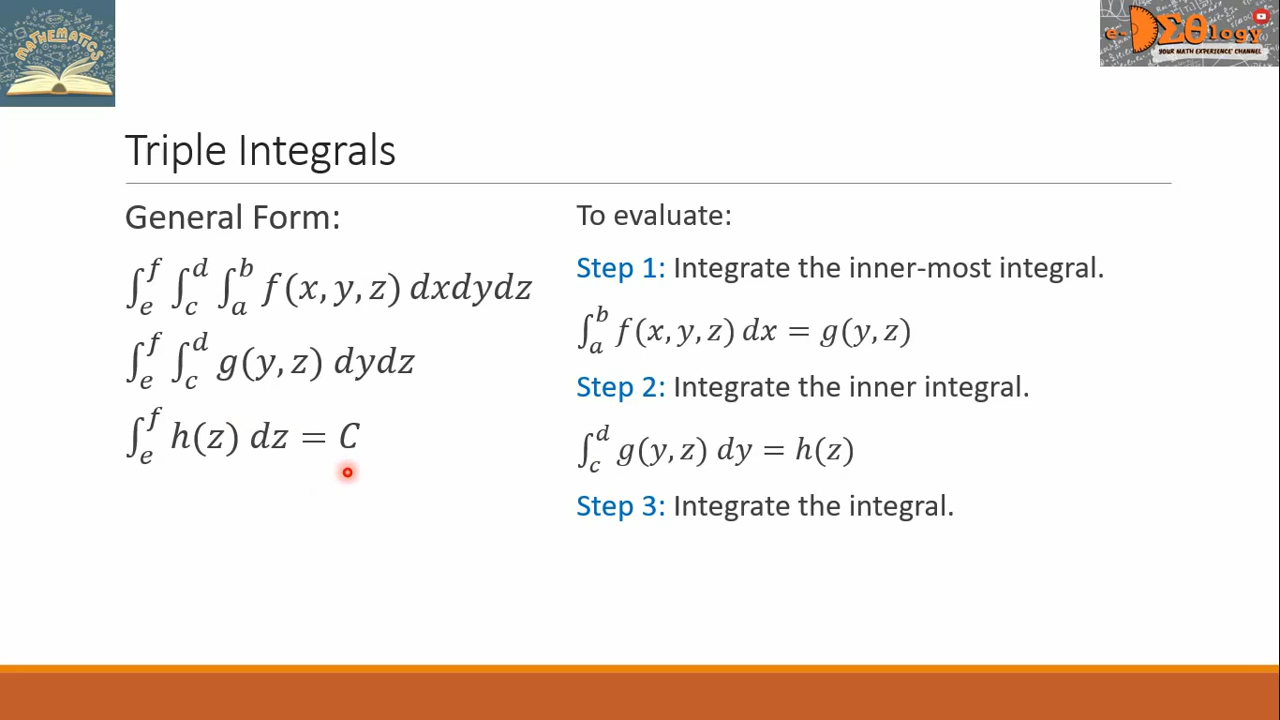 MATHEMATICS
e-DΣθlogy
YOUR MATH EXPERIENCE CHANNEL
Triple Integrals
General Form:
∫_e^f ∫_c^d ∫_a^b f(x, y, z) dxdydz
∫_e^f ∫_c^d g(y, z) dydz
∫_e^f h(z) dz = C
To evaluate:
Step 1: Integrate the inner-most integral.
∫_a^b f(x, y, z) dx = g(y, z)
Step 2: Integrate the inner integral.
∫_c^d g(y, z) dy = h(z)
Step 3: Integrate the integral.